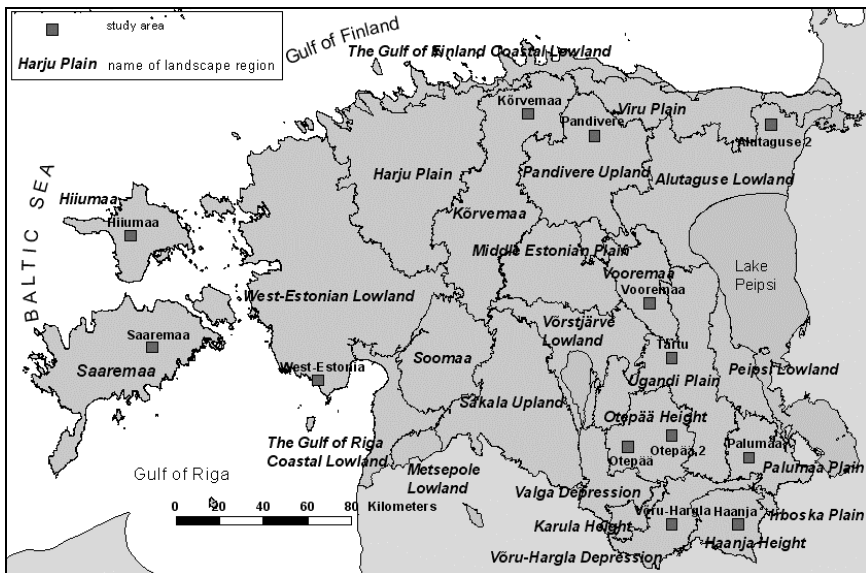 study area
Harju Plain name of landscape region
Gulf of Finland
The Gulf of Finland Coastal Lowland
Kõrvemaa
Pandivere
Viru Plain
Alutaguse 2
Harju Plain
Pandivere Upland
Alutaguse Lowland
BALTIC SEA
Hiiumaa
Hiiumaa
Kõrvemaa
Middle Estonian Plain
Vooremaa
Vooremaa
Lake
Peipsi
West-Estonian Lowland
Saaremaa
Saaremaa
West-Estonia
Soomaa
Võrstjärve
Lowland
Tartu
Ugandi Plain
Peipsi Lowland
Sakala Upland
Otepää Height
Otepää
Otepää 2
Palumaa
Palumaa Plain
The Gulf of Riga
Coastal Lowland
Metsepole
Lowland
Gulf of Riga
0 20 40 60 80
Kilometers
Valga Depression
Karula Height
Võru-Hargla
Haanja
Irboska Plain
Haanja Height
Võru-Hargla Depression